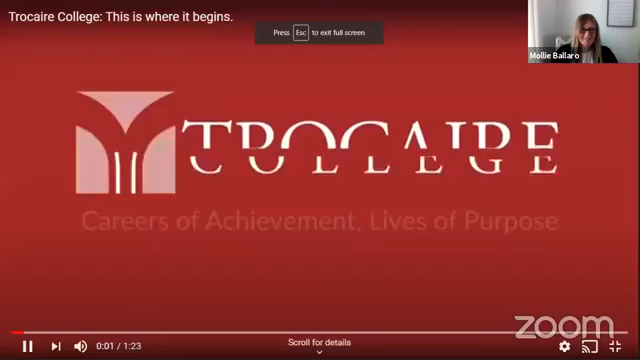 Trocaire College: This is where it begins.
Press Esc to exit full screen
Mollie Ballaro
TROCAIRE
COLLEGE
Careers of Achievement, Lives of Purpose
0:01 / 1:23
Scroll for details
zoom